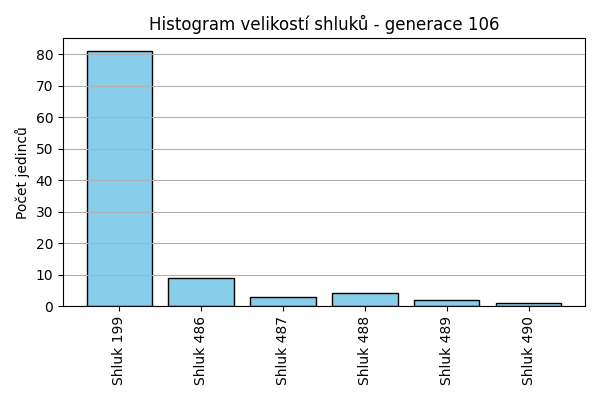 Histogram velikostí shluků - generace 106
Počet jedinců
80
70
60
50
40
30
20
10
0
Shluk 199
Shluk 486
Shluk 487
Shluk 488
Shluk 489
Shluk 490